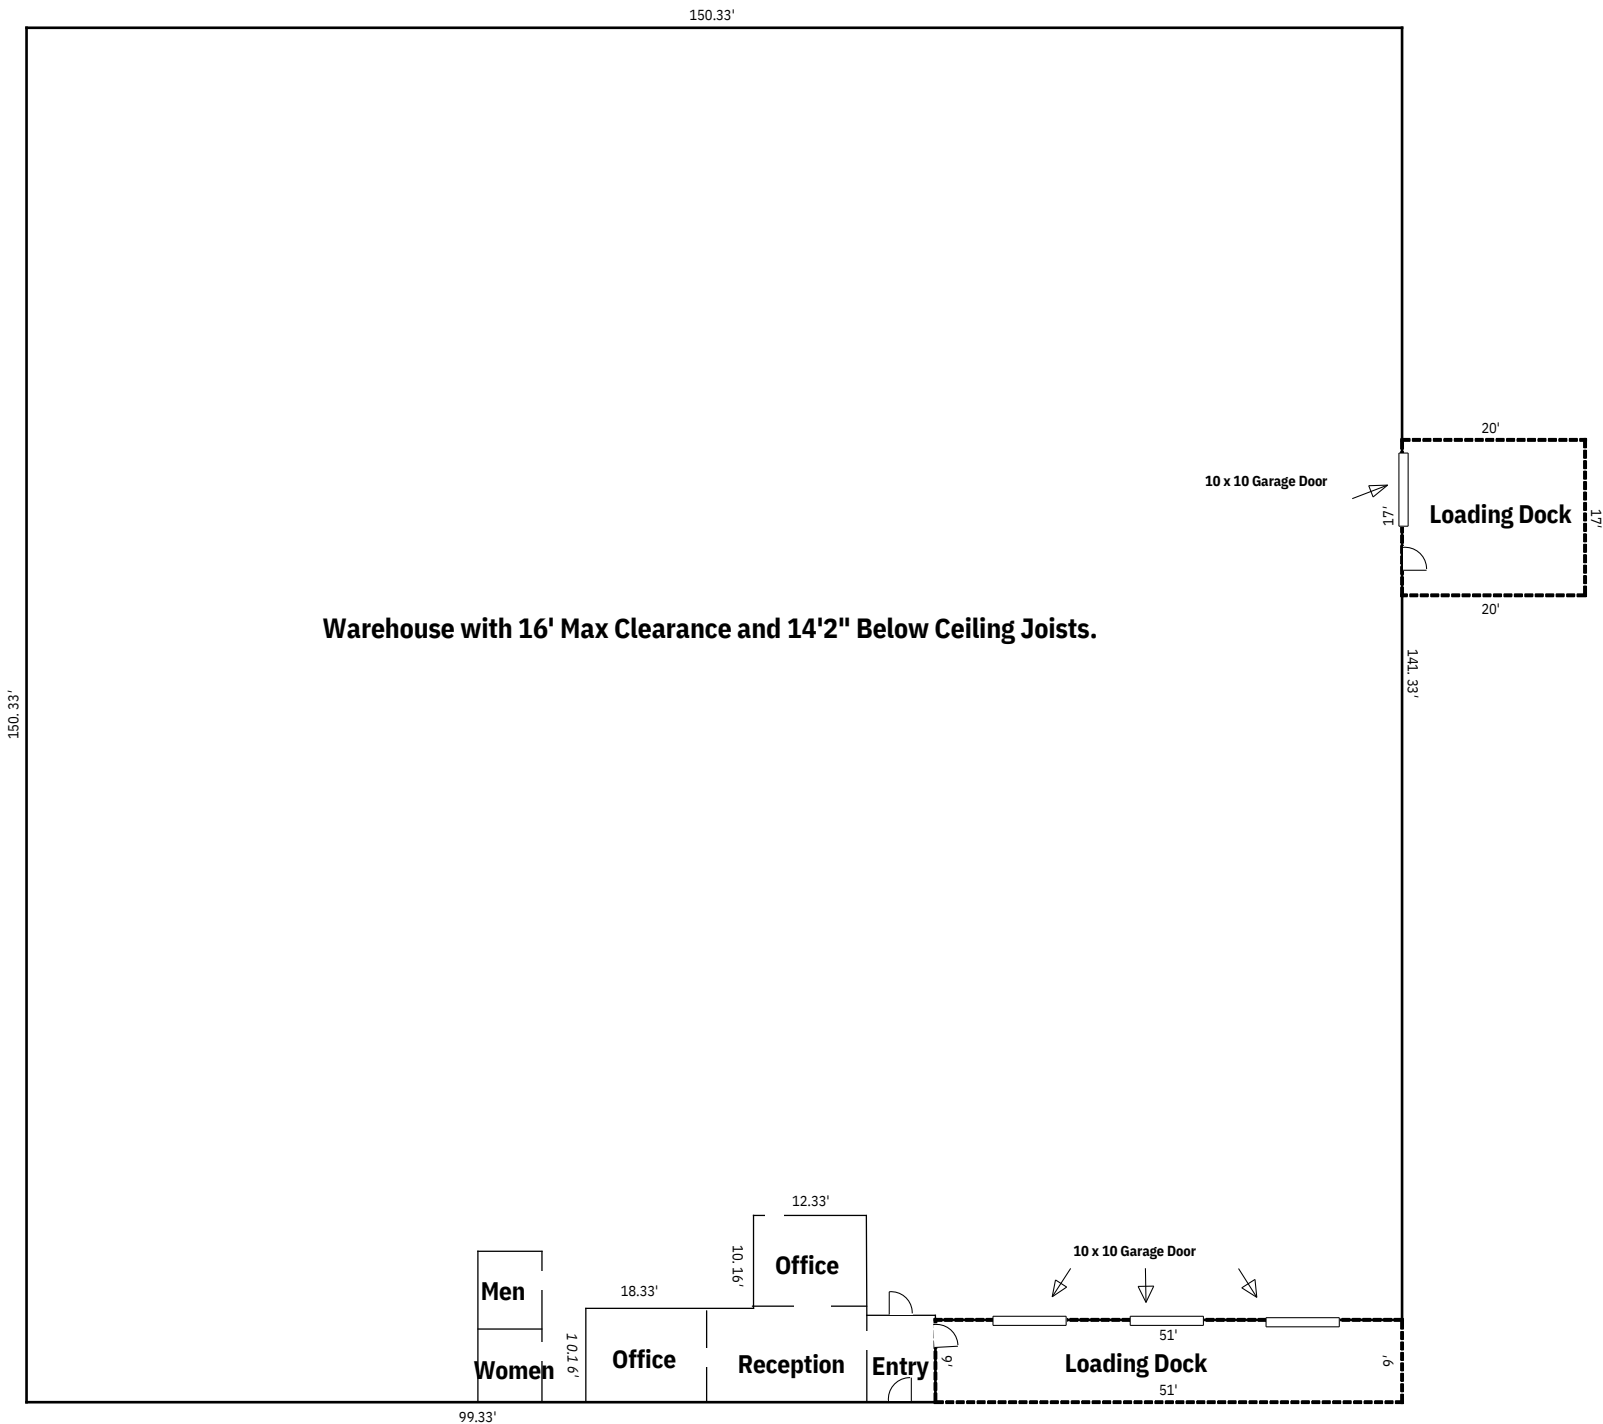 150.33'
20'
10 x 10 Garage Door
17'
Loading Dock
17'
20'
Warehouse with 16' Max Clearance and 14'2" Below Ceiling Joists.
141. 33'
150. 33'
12.33'
10. 16'
Office
10 x 10 Garage Door
Men
18.33'
51'
10.16'
Office
Reception
Entry
9'
Loading Dock
9'
Women
51'
99.33'